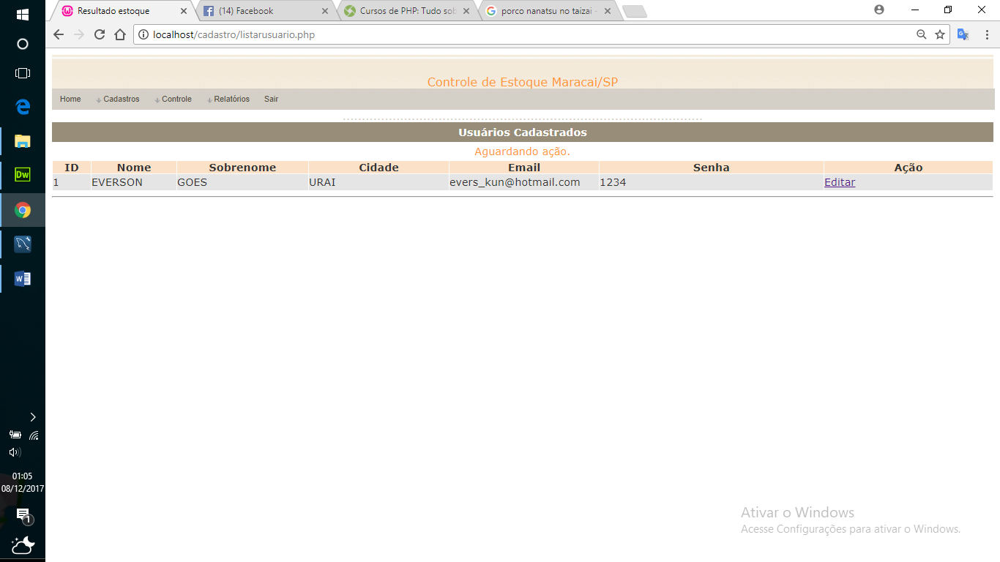 Resultado estoque
(14) Facebook
Cursos de PHP: Tudo sob
porco nanatsu no taizai -
localhost/cadastro/listarusuario.php
Controle de Estoque Maracai/SP
Home Cadastros Controle Relatórios Sair
Usuários Cadastrados
Aguardando ação.
ID Nome Sobrenome Cidade Email Senha Ação
1 EVERSON GOES URAI evers_kun@hotmail.com 1234 Editar
Dw
W
01:05
08/12/2017
1
Ativar o Windows
Acesse Configurações para ativar o Windows.